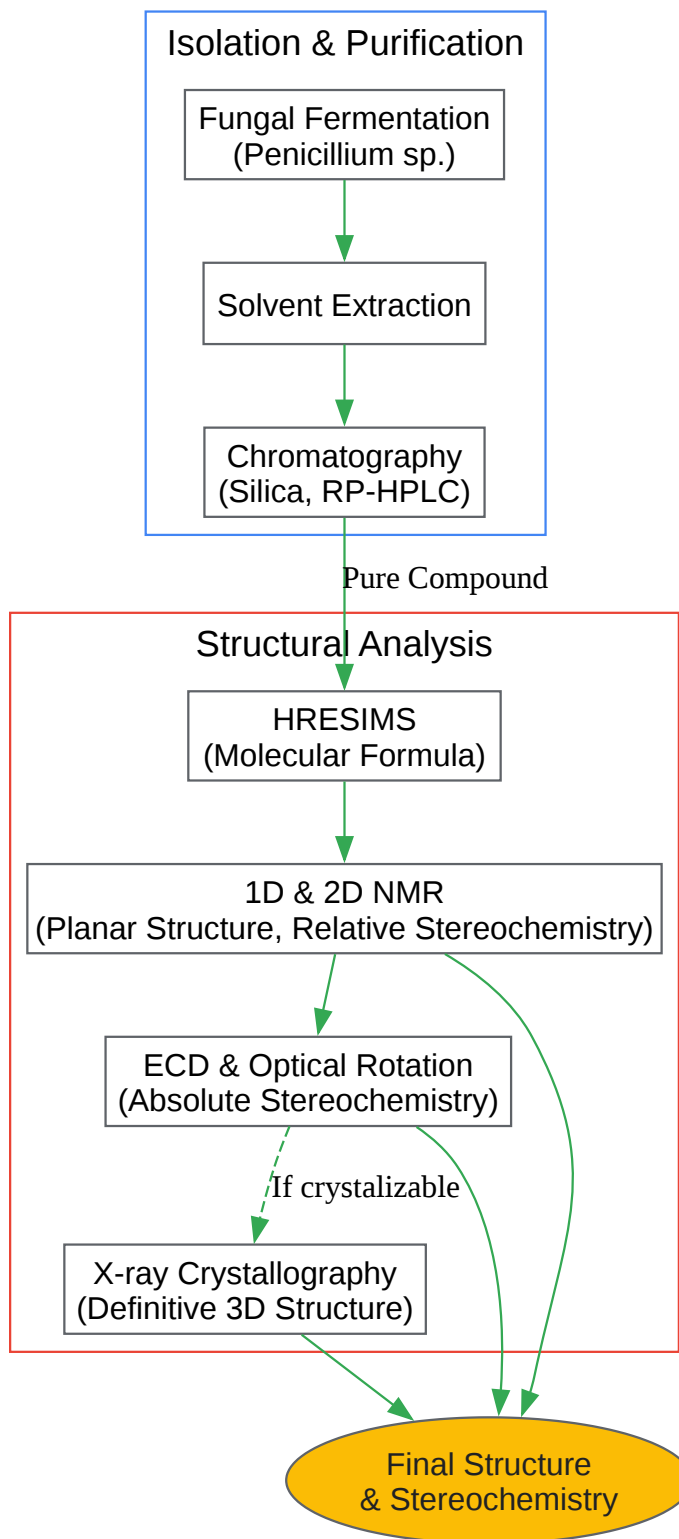 Isolation & Purification
Fungal Fermentation
(Penicillium sp.)
Solvent Extraction
Chromatography
(Silica, RP-HPLC)
Pure Compound
Structural Analysis
HRESIMS
(Molecular Formula)
1D & 2D NMR
(Planar Structure, Relative Stereochemistry)
ECD & Optical Rotation
(Absolute Stereochemistry)
If crystalizable
X-ray Crystallography
(Definitive 3D Structure)
Final Structure
& Stereochemistry